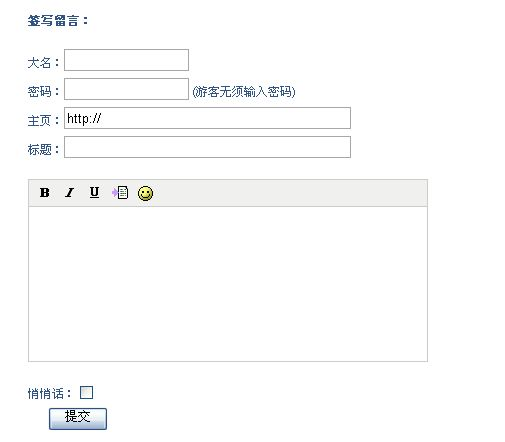 签写留言：
大名：
密码： (游客无须输入密码)
主页： http://
标题：
B I U
悄悄话：
提交